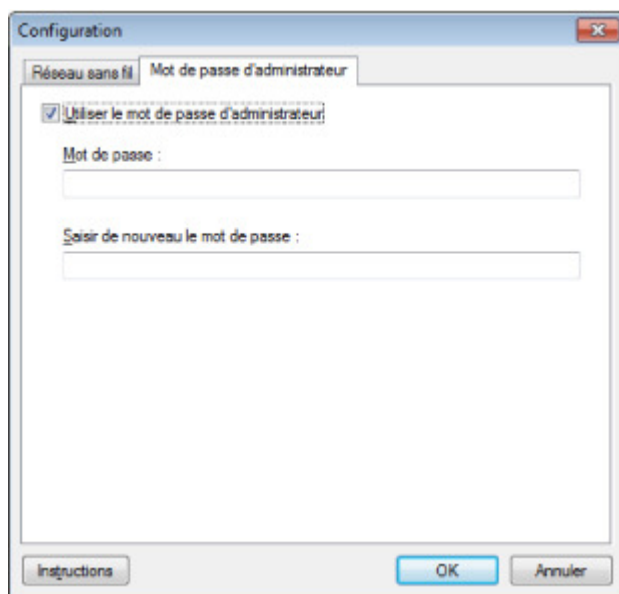 Configuration
Réseau sans fil
Mot de passe d'administrateur
Utiliser le mot de passe d'administrateur
Mot de passe :
Saisir de nouveau le mot de passe :
Instructions
OK
Annuler